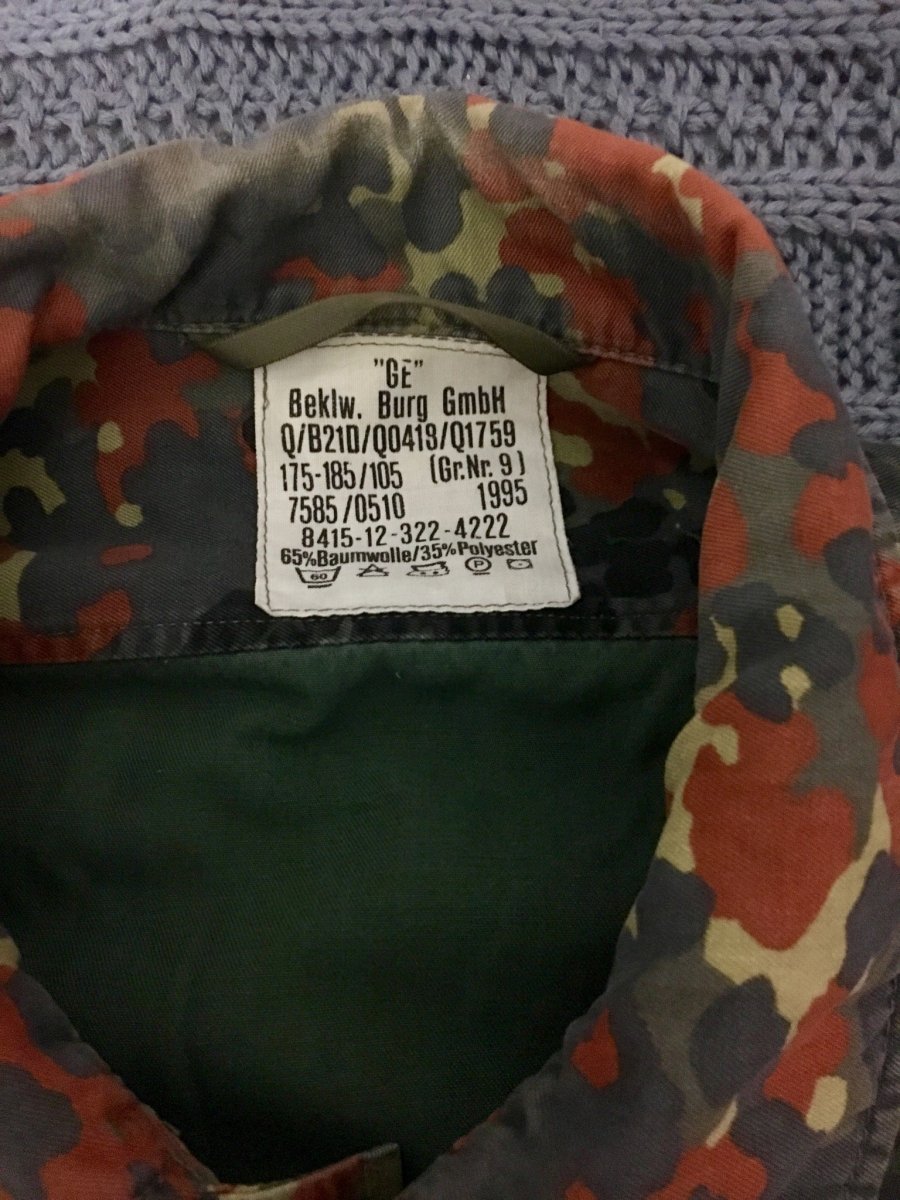 "GE"
Beklw. Burg GmbH
Q/B21D/Q0419/Q1759
175-185/105 (Gr.Nr. 9)
7585/0510 1995
8415-12-322-4222
65%Baumwolle/35%Polyester
60 P